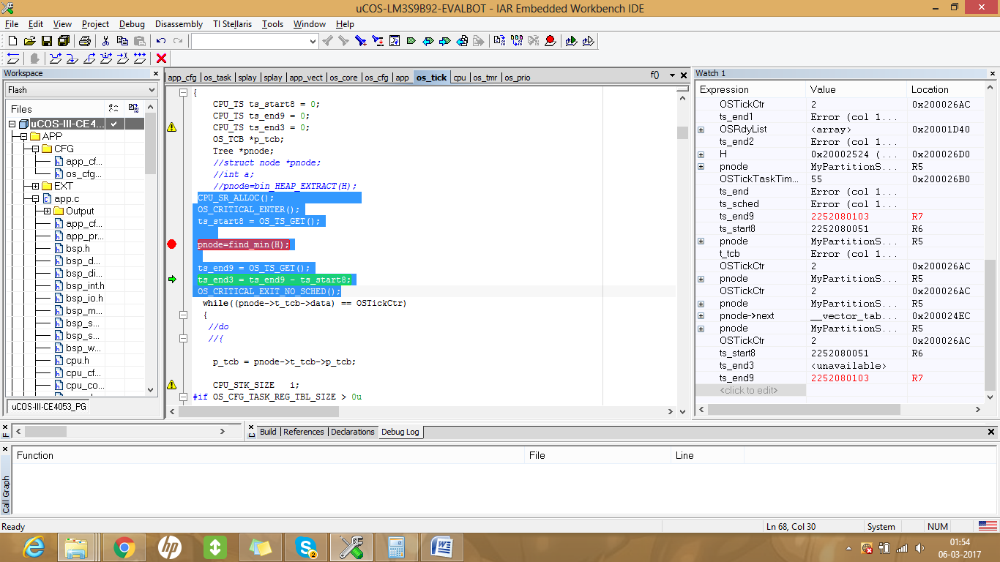 uCOS-LM3S9B92-EVALBOT - IAR Embedded Workbench IDE
File Edit View Project Debug Disassembly TI Stellaris Tools Window Help
Workspace
Flash
Files
uCOS-III-CE4...
APP
CFG
app_cf...
os_cfg...
EXT
app.c
Output
app_cf...
app_pr...
bsp.h
bsp_d...
bsp_di...
bsp_int.h
bsp_io.h
bsp_m...
bsp_s...
bsp_s...
bsp_w...
cpu.h
cpu_cf...
cpu_co...
uCOS-III-CE4053_PG
app_cfg os_task splay splay app_vect os_core os_cfg app os_tick cpu os_tmr os_prio f()
{
CPU_TS ts_start8 = 0;
CPU_TS ts_end9 = 0;
CPU_TS ts_end3 = 0;
OS_TCB *p_tcb;
Tree *pnode;
//struct node *pnode;
//int a;
//pnode=bin_HEAP_EXTRACT(H);
CPU_SR_ALLOC();
OS_CRITICAL_ENTER();
ts_start8 = OS_TS_GET();
pnode=find_min(H);
ts_end9 = OS_TS_GET();
ts_end3 = ts_end9 - ts_start8;
OS_CRITICAL_EXIT_NO_SCHED();
while((pnode->t_tcb->data) == OSTickCtr)
{
//do
//{
p_tcb = pnode->t_tcb->p_tcb;
CPU_STK_SIZE i;
#if OS_CFG_TASK_REG_TBL_SIZE > 0u
Watch 1
Expression Value Location
OSTickCtr 2 0x200026AC
ts_end1 Error (col 1...
OSRdyList <array> 0x20001D40
ts_end2 Error (col 1...
H 0x20002524 (... 0x200026D0
pnode MyPartitionS... R5
OSTickTaskTim... 55 0x200026B0
ts_end Error (col 1...
ts_sched Error (col 1...
ts_end9 2252080103 R7
ts_start8 2252080051 R6
pnode MyPartitionS... R5
t_tcb Error (col 1...
OSTickCtr 2 0x200026AC
pnode MyPartitionS... R5
OSTickCtr 2 0x200026AC
pnode MyPartitionS... R5
pnode->next __vector_tab... 0x200024EC
pnode MyPartitionS... R5
OSTickCtr 2 0x200026AC
ts_start8 2252080051 R6
ts_end3 <unavailable>
ts_end9 2252080103 R7
<click to edit>
Build References Declarations Debug Log
Call Graph
Function File Line
Ready Ln 68, Col 30 System NUM
2
01:54
06-03-2017